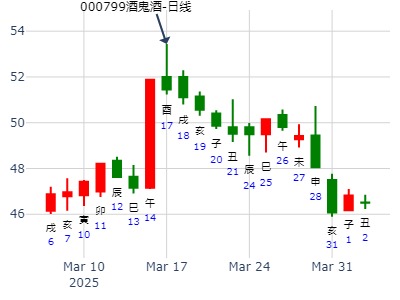 000799酒鬼酒-日线
54
52
50
48
46
戌
6
亥
7
寅
10
卯
11
辰
12
巳
13
午
14
酉
17
戌
18
亥
19
子
20
丑
21
辰
24
巳
25
午
26
未
27
申
28
亥
31
子
1
丑
2
Mar 10
2025
Mar 17
Mar 24
Mar 31